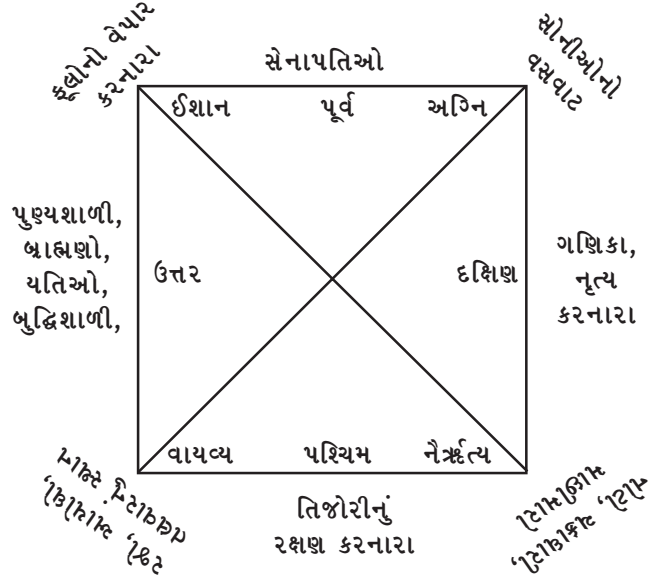 ફૂલોનો વેપાર
કરનારા
સેનાપતિઓ
સોનીઓનો
વસવાટ
ઈશાન
પૂર્વ
અગ્નિ
પુણ્યશાળી,
બ્રાહ્મણો,
યતિઓ,
બુદ્ધિશાળી,
ઉત્તર
દક્ષિણ
ગણિકા,
નૃત્ય
કરનારા
વાયવ્ય
પશ્ચિમ
નૈર્ઋત્ય
તિજોરીનું
રક્ષણ કરનારા